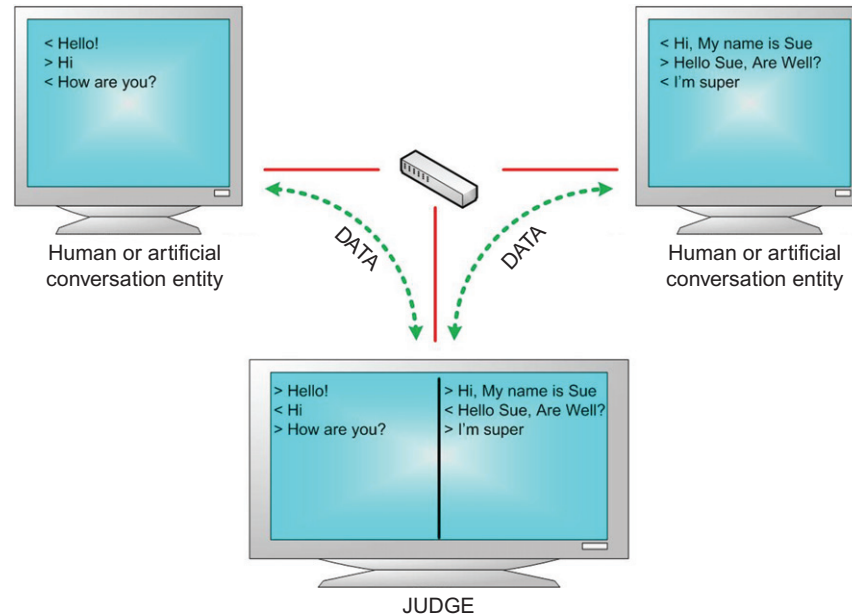 < Hello!
> Hi
< How are you?
< Hi, My name is Sue
> Hello Sue, Are Well?
< I'm super
Human or artificial
conversation entity
Human or artificial
conversation entity
DATA
DATA
> Hello!
< Hi
> How are you?
> Hi, My name is Sue
< Hello Sue, Are Well?
> I'm super
JUDGE